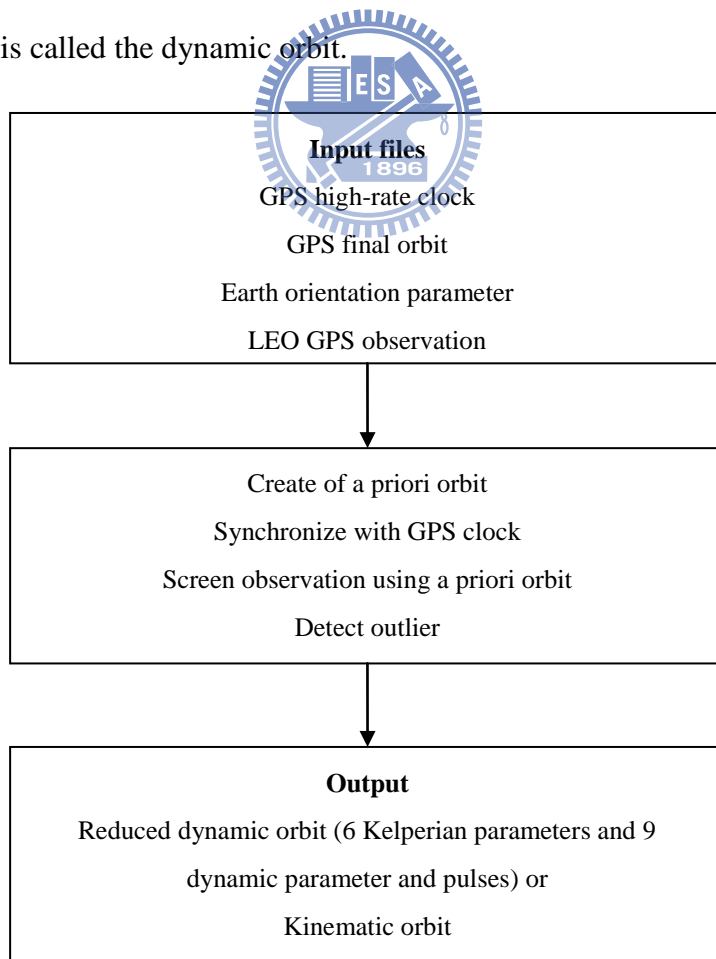 is called the dynamic orbit.
E S A
Input files
1896
GPS high-rate clock
GPS final orbit
Earth orientation parameter
LEO GPS observation
Create of a priori orbit
Synchronize with GPS clock
Screen observation using a priori orbit
Detect outlier
Output
Reduced dynamic orbit (6 Kelperian parameters and 9
dynamic parameter and pulses) or
Kinematic orbit